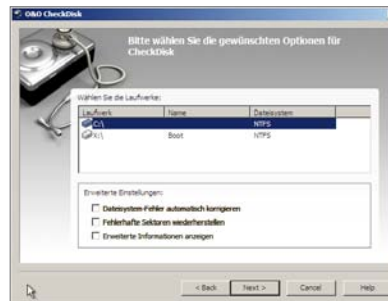 O&O CheckDisk
Bitte wählen Sie die gewünschten Optionen für
CheckDisk
Wählen Sie die Laufwerke:
Laufwerk Name Dateisystem
C:\ NTFS
X:\ Boot NTFS
Erweiterte Einstellungen:
Dateisystem-Fehler automatisch korrigieren
Fehlerhafte Sektoren wiederherstellen
Erweiterte Informationen anzeigen
< Back Next > Cancel Help